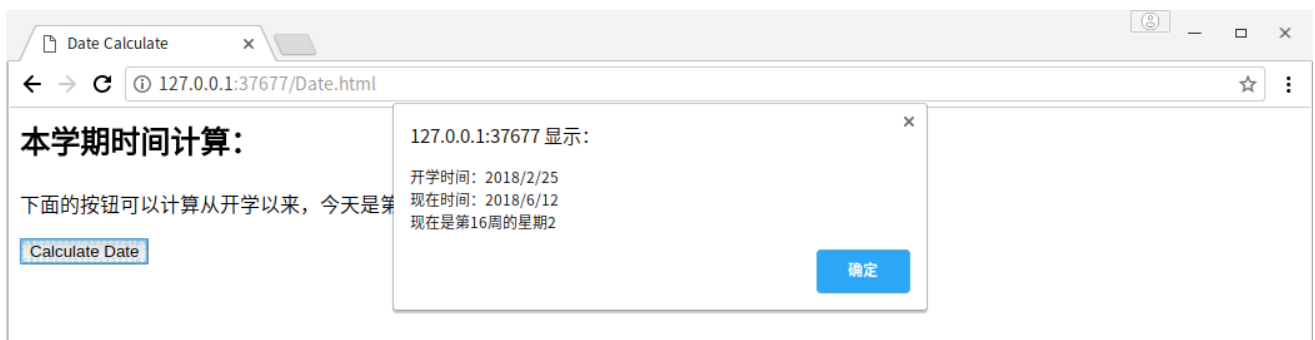 Date Calculate
127.0.0.1:37677/Date.html
本学期时间计算：
下面的按钮可以计算从开学以来，今天是第
Calculate Date
127.0.0.1:37677 显示：
开学时间：2018/2/25
现在时间：2018/6/12
现在是第16周的星期2
确定